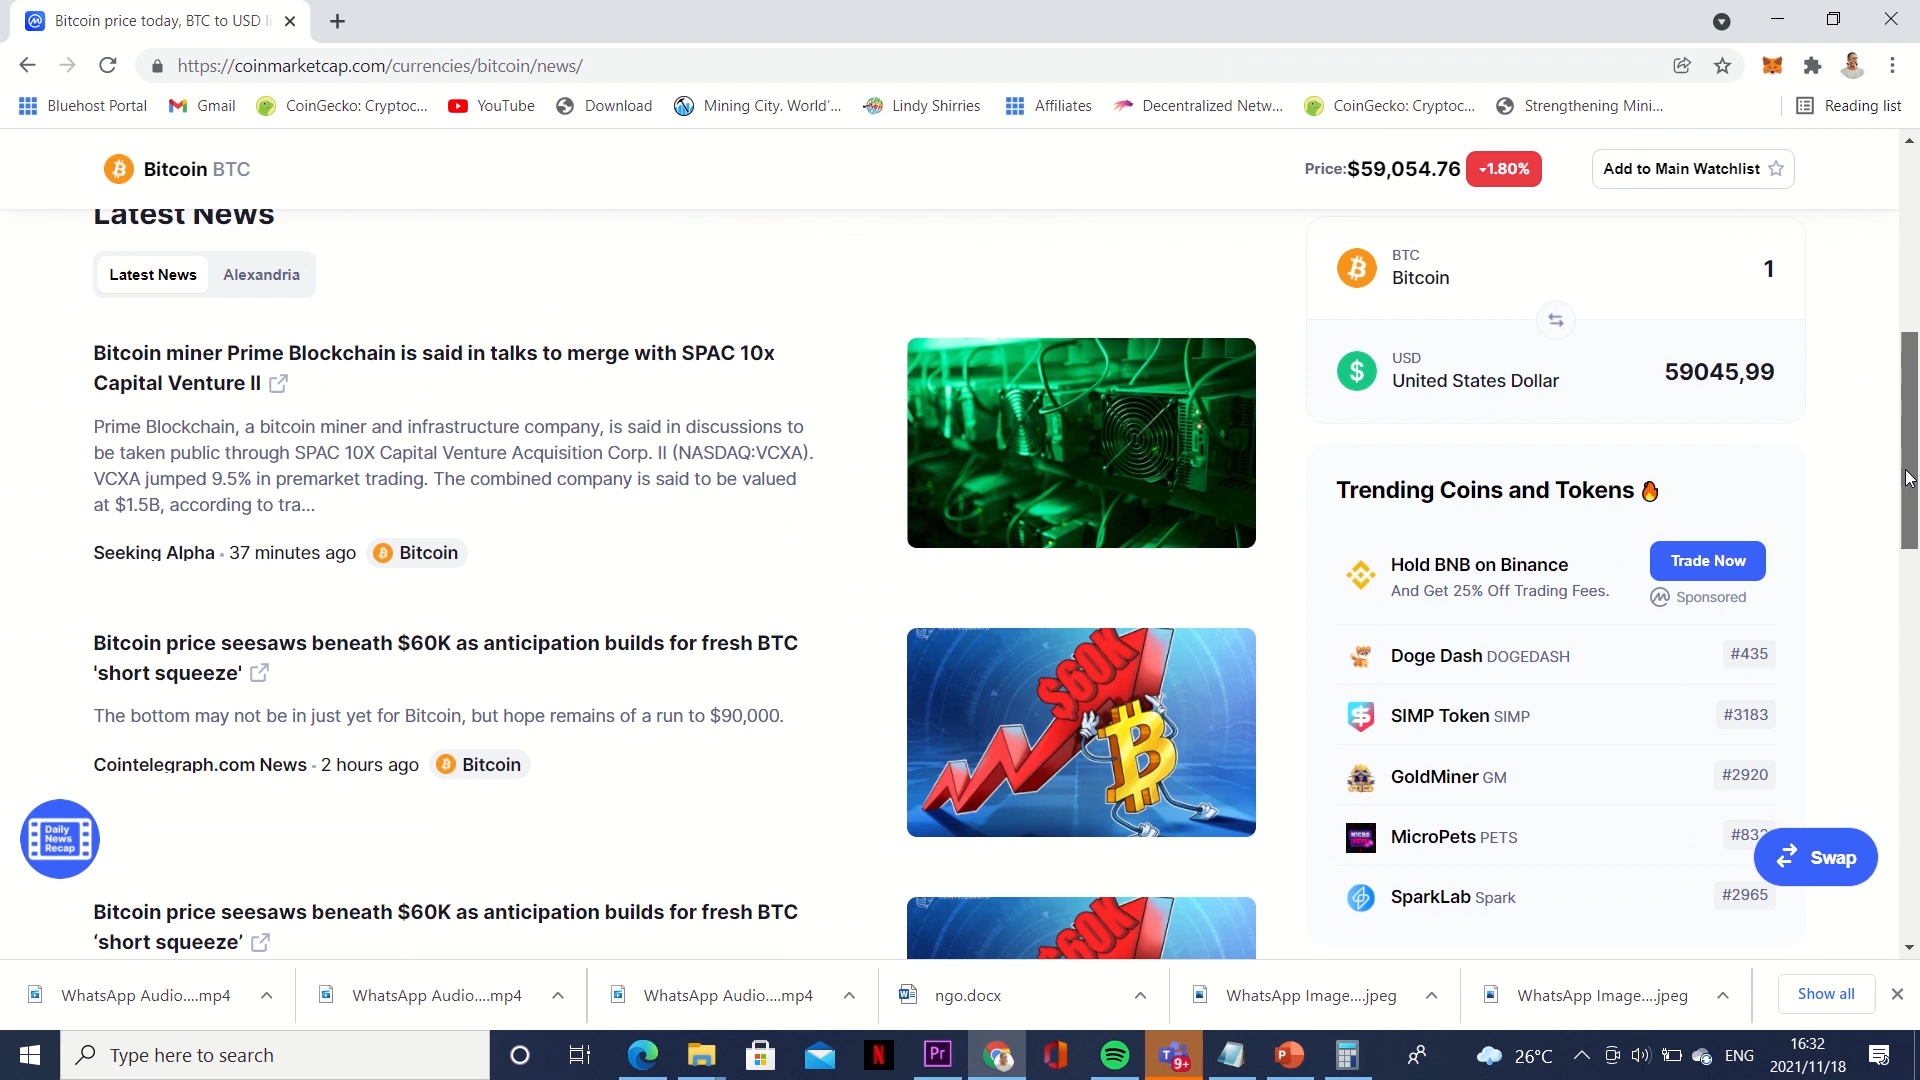 Bitcoin price today, BTC to USD li
https://coinmarketcap.com/currencies/bitcoin/news/
Bluehost Portal
Gmail
CoinGecko: Cryptoc...
YouTube
Download
Mining City. World'...
Lindy Shirries
Affiliates
Decentralized Netw...
CoinGecko: Cryptoc...
Strengthening Mini...
Reading list
Bitcoin BTC
Price:$59,054.76
1.80%
Add to Main Watchlist
Latest News
Latest News
Alexandria
Bitcoin miner Prime Blockchain is said in talks to merge with SPAC 10x
Capital Venture II
Prime Blockchain, a bitcoin miner and infrastructure company, is said in discussions to
be taken public through SPAC 10X Capital Venture Acquisition Corp. II (NASDAQ:VCXA).
VCXA jumped 9.5% in premarket trading. The combined company is said to be valued
at $1.5B, according to tra...
Seeking Alpha · 37 minutes ago
Bitcoin
Bitcoin price seesaws beneath $60K as anticipation builds for fresh BTC
'short squeeze'
The bottom may not be in just yet for Bitcoin, but hope remains of a run to $90,000.
Cointelegraph.com News · 2 hours ago
Bitcoin
$60K
Daily
News
Recap
Bitcoin price seesaws beneath $60K as anticipation builds for fresh BTC
‘short squeeze’
$60K
BTC
Bitcoin
1
USD
United States Dollar
59045,99
Trending Coins and Tokens
Hold BNB on Binance
And Get 25% Off Trading Fees.
Trade Now
Sponsored
Doge Dash DOGEDASH
#435
SIMP Token SIMP
#3183
GoldMiner GM
#2920
MicroPets PETS
SparkLab Spark
#2965
Swap
WhatsApp Audio....mp4
WhatsApp Audio....mp4
WhatsApp Audio....mp4
ngo.docx
WhatsApp Image....jpeg
WhatsApp Image....jpeg
Show all
Type here to search
N
Pr
9+
26°C
ENG
16:32
2021/11/18